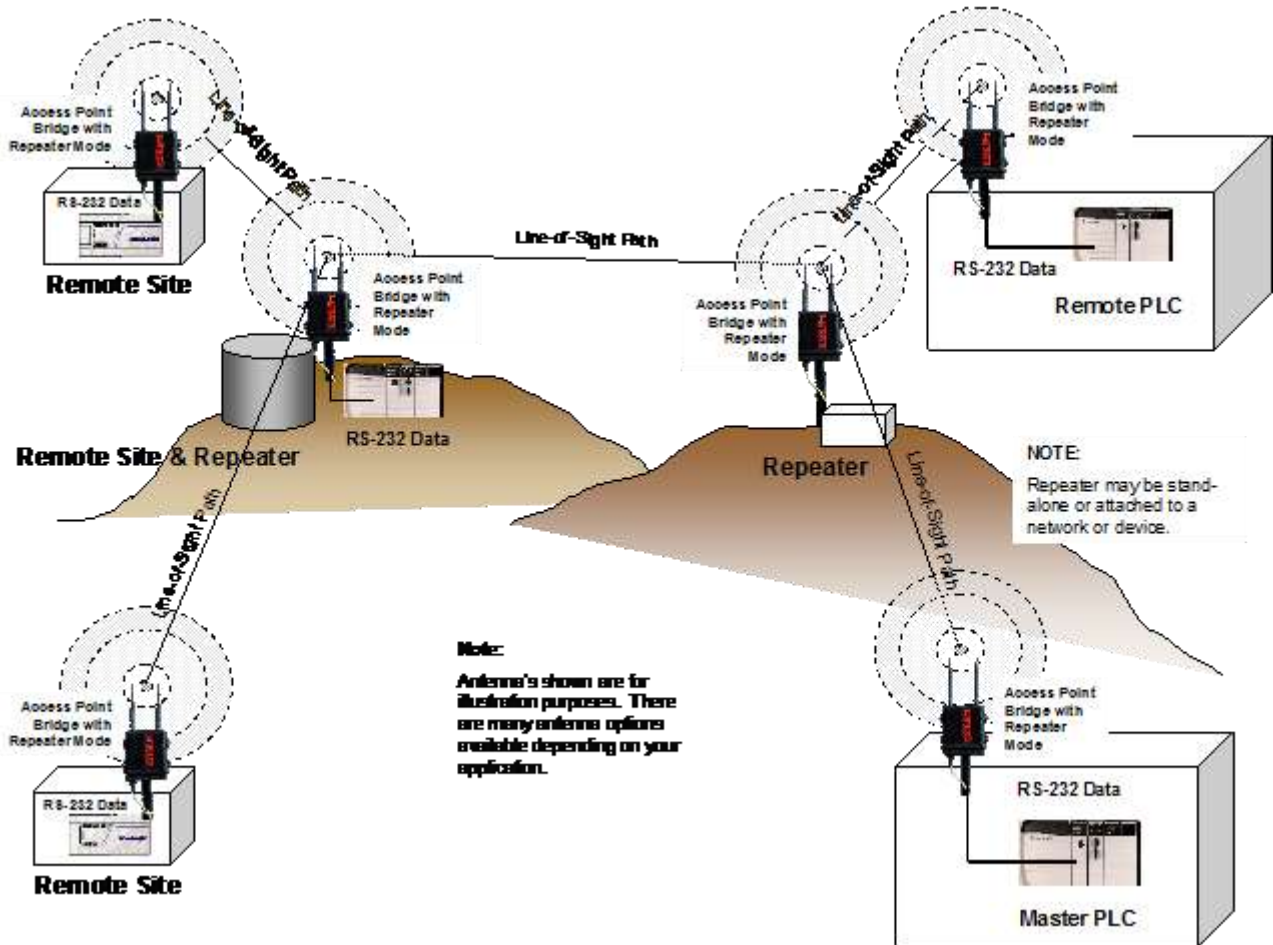 Access Point
Bridge with
Repeater Mode
RS-232 Data
Remote Site
Line-of-Sight Path
Access Point
Bridge with
Repeater
Mode
RS-232 Data
Remote Site & Repeater
Line-of-Sight Path
Line-of-Sight Path
Access Point
Bridge with
Repeater
Mode
Repeater
Line-of-Sight Path
Access Point
Bridge with
Repeater
Mode
RS-232 Data
Remote PLC
NOTE:
Repeater may be stand-
alone or attached to a
network or device.
Line-of-Sight Path
Access Point
Bridge with
Repeater Mode
RS-232 Data
Remote Site
Note:
Antenna's shown are for
illustration purposes. There
are many antenna options
available depending on your
application.
Access Point
Bridge with
Repeater
Mode
RS-232 Data
Master PLC